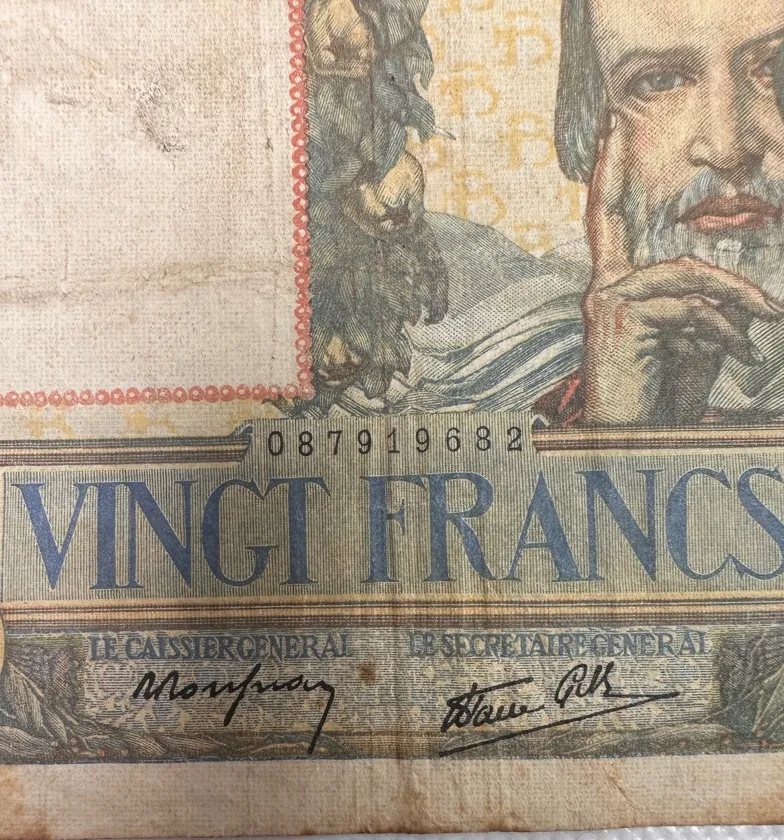 087919682
VINGT FRANCS
LE CAISSIER GENERAL LE SECRETAIRE GENERAL